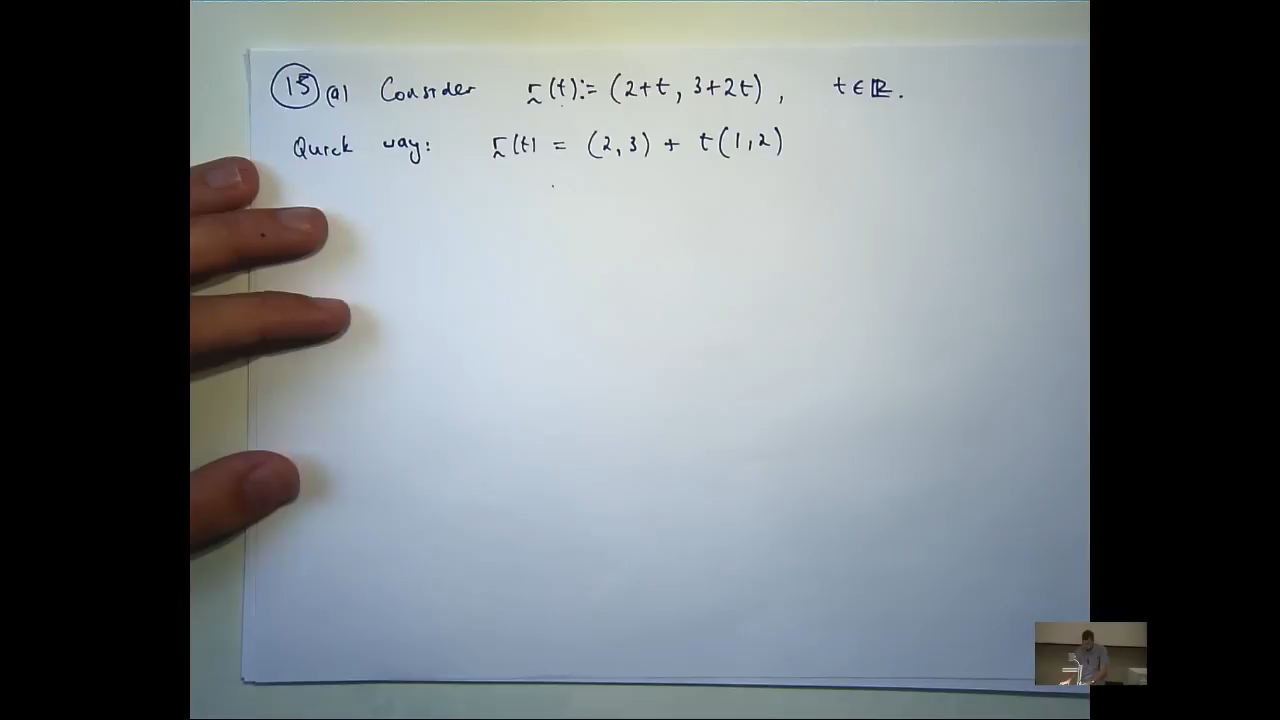 15 (a) Consider r̰(t) := (2+t, 3+2t), t ∈ ℝ.
Quick way: r̰(t) = (2,3) + t(1,2)